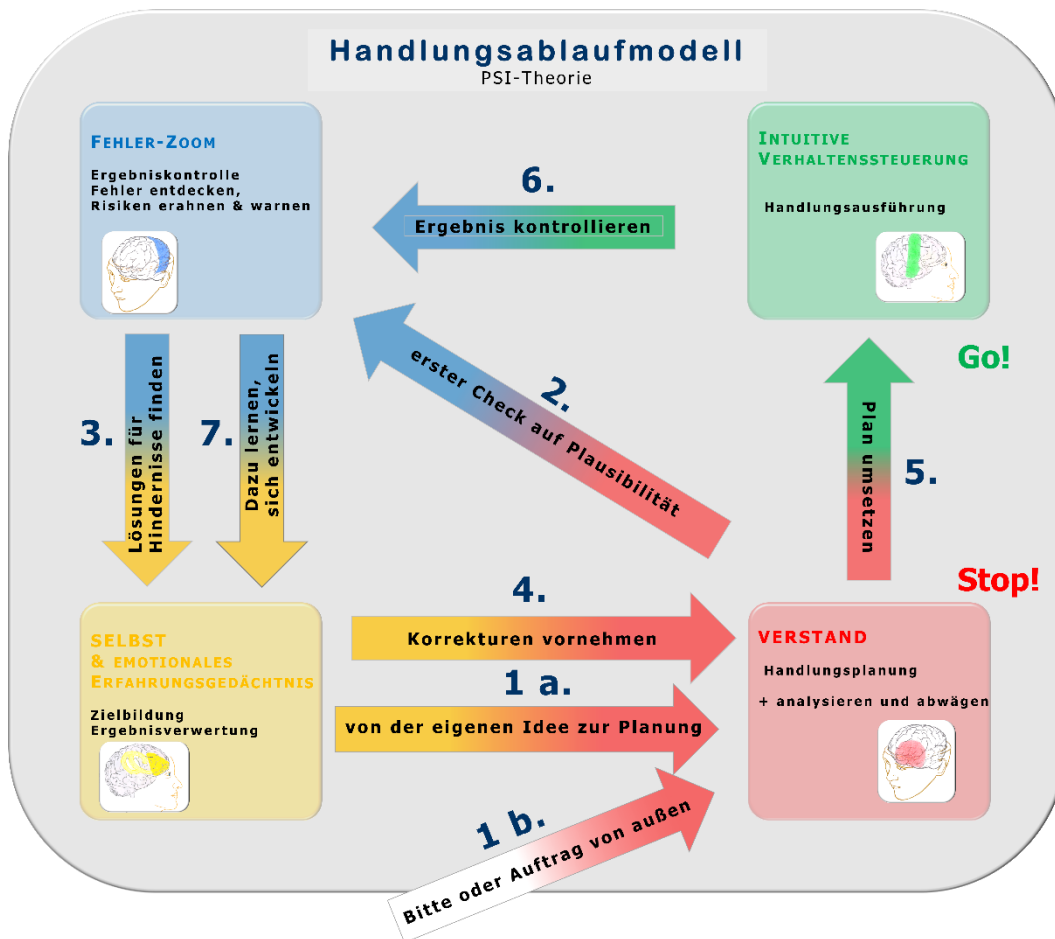 Handlungsablaufmodell
PSI-Theorie
FEHLER-ZOOM
Ergebniskontrolle
Fehler entdecken,
Risiken erahnen & warnen
INTUITIVE
VERHALTENSSTEUERUNG
Handlungsausführung
6.
Ergebnis kontrollieren
2.
erster Check auf Plausibilität
3.
Lösungen für
Hindernisse finden
7.
Dazu lernen,
sich entwickeln
Go!
Plan umsetzen
5.
Stop!
SELBST
& EMOTIONALES
ERFAHRUNGSGEDÄCHTNIS
Zielbildung
Ergebnisverwertung
4.
Korrekturen vornehmen
1 a.
von der eigenen Idee zur Planung
1 b.
Bitte oder Auftrag von außen
VERSTAND
Handlungsplanung
+ analysieren und abwägen